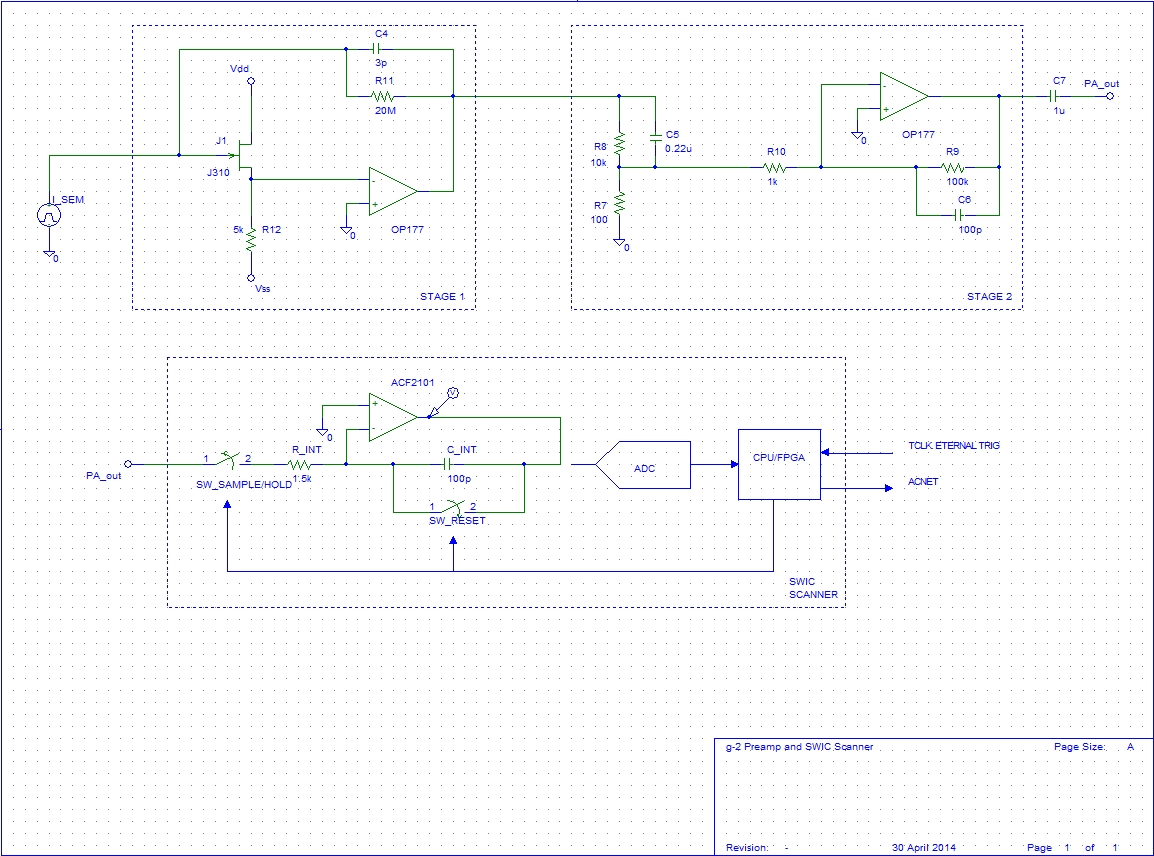 C4
3p
R11
20M
Vdd
J1
J310
I_SEM
0
-
+
0
OP177
5k
R12
Vss
STAGE 1
R8
10k
C5
0.22u
R7
100
0
R10
1k
-
+
0
OP177
R9
100k
C6
100p
C7
1u
PA_out
STAGE 2
ACF2101
V
+
-
0
PA_out
1
2
SW_SAMPLE/HOLD
R_INT
1.5k
C_INT
100p
1
2
SW_RESET
ADC
CPU/FPGA
TCLK ETERNAL TRIG
ACNET
SWIC
SCANNER
g-2 Preamp and SWIC Scanner
Page Size: A
Revision: -
30 April 2014
Page 1 of 1